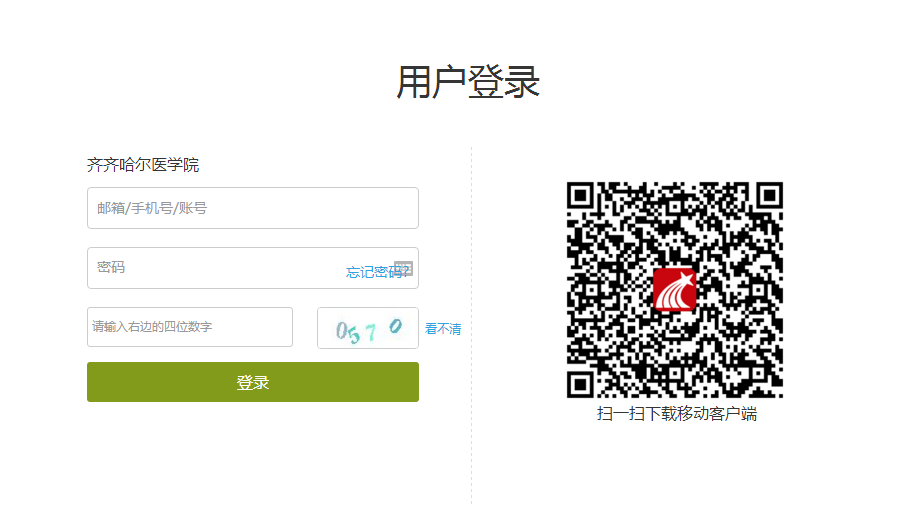 用户登录
齐齐哈尔医学院
邮箱/手机号/账号
密码
忘记密码?
请输入右边的四位数字
0570
看不清
登录
扫一扫下载移动客户端